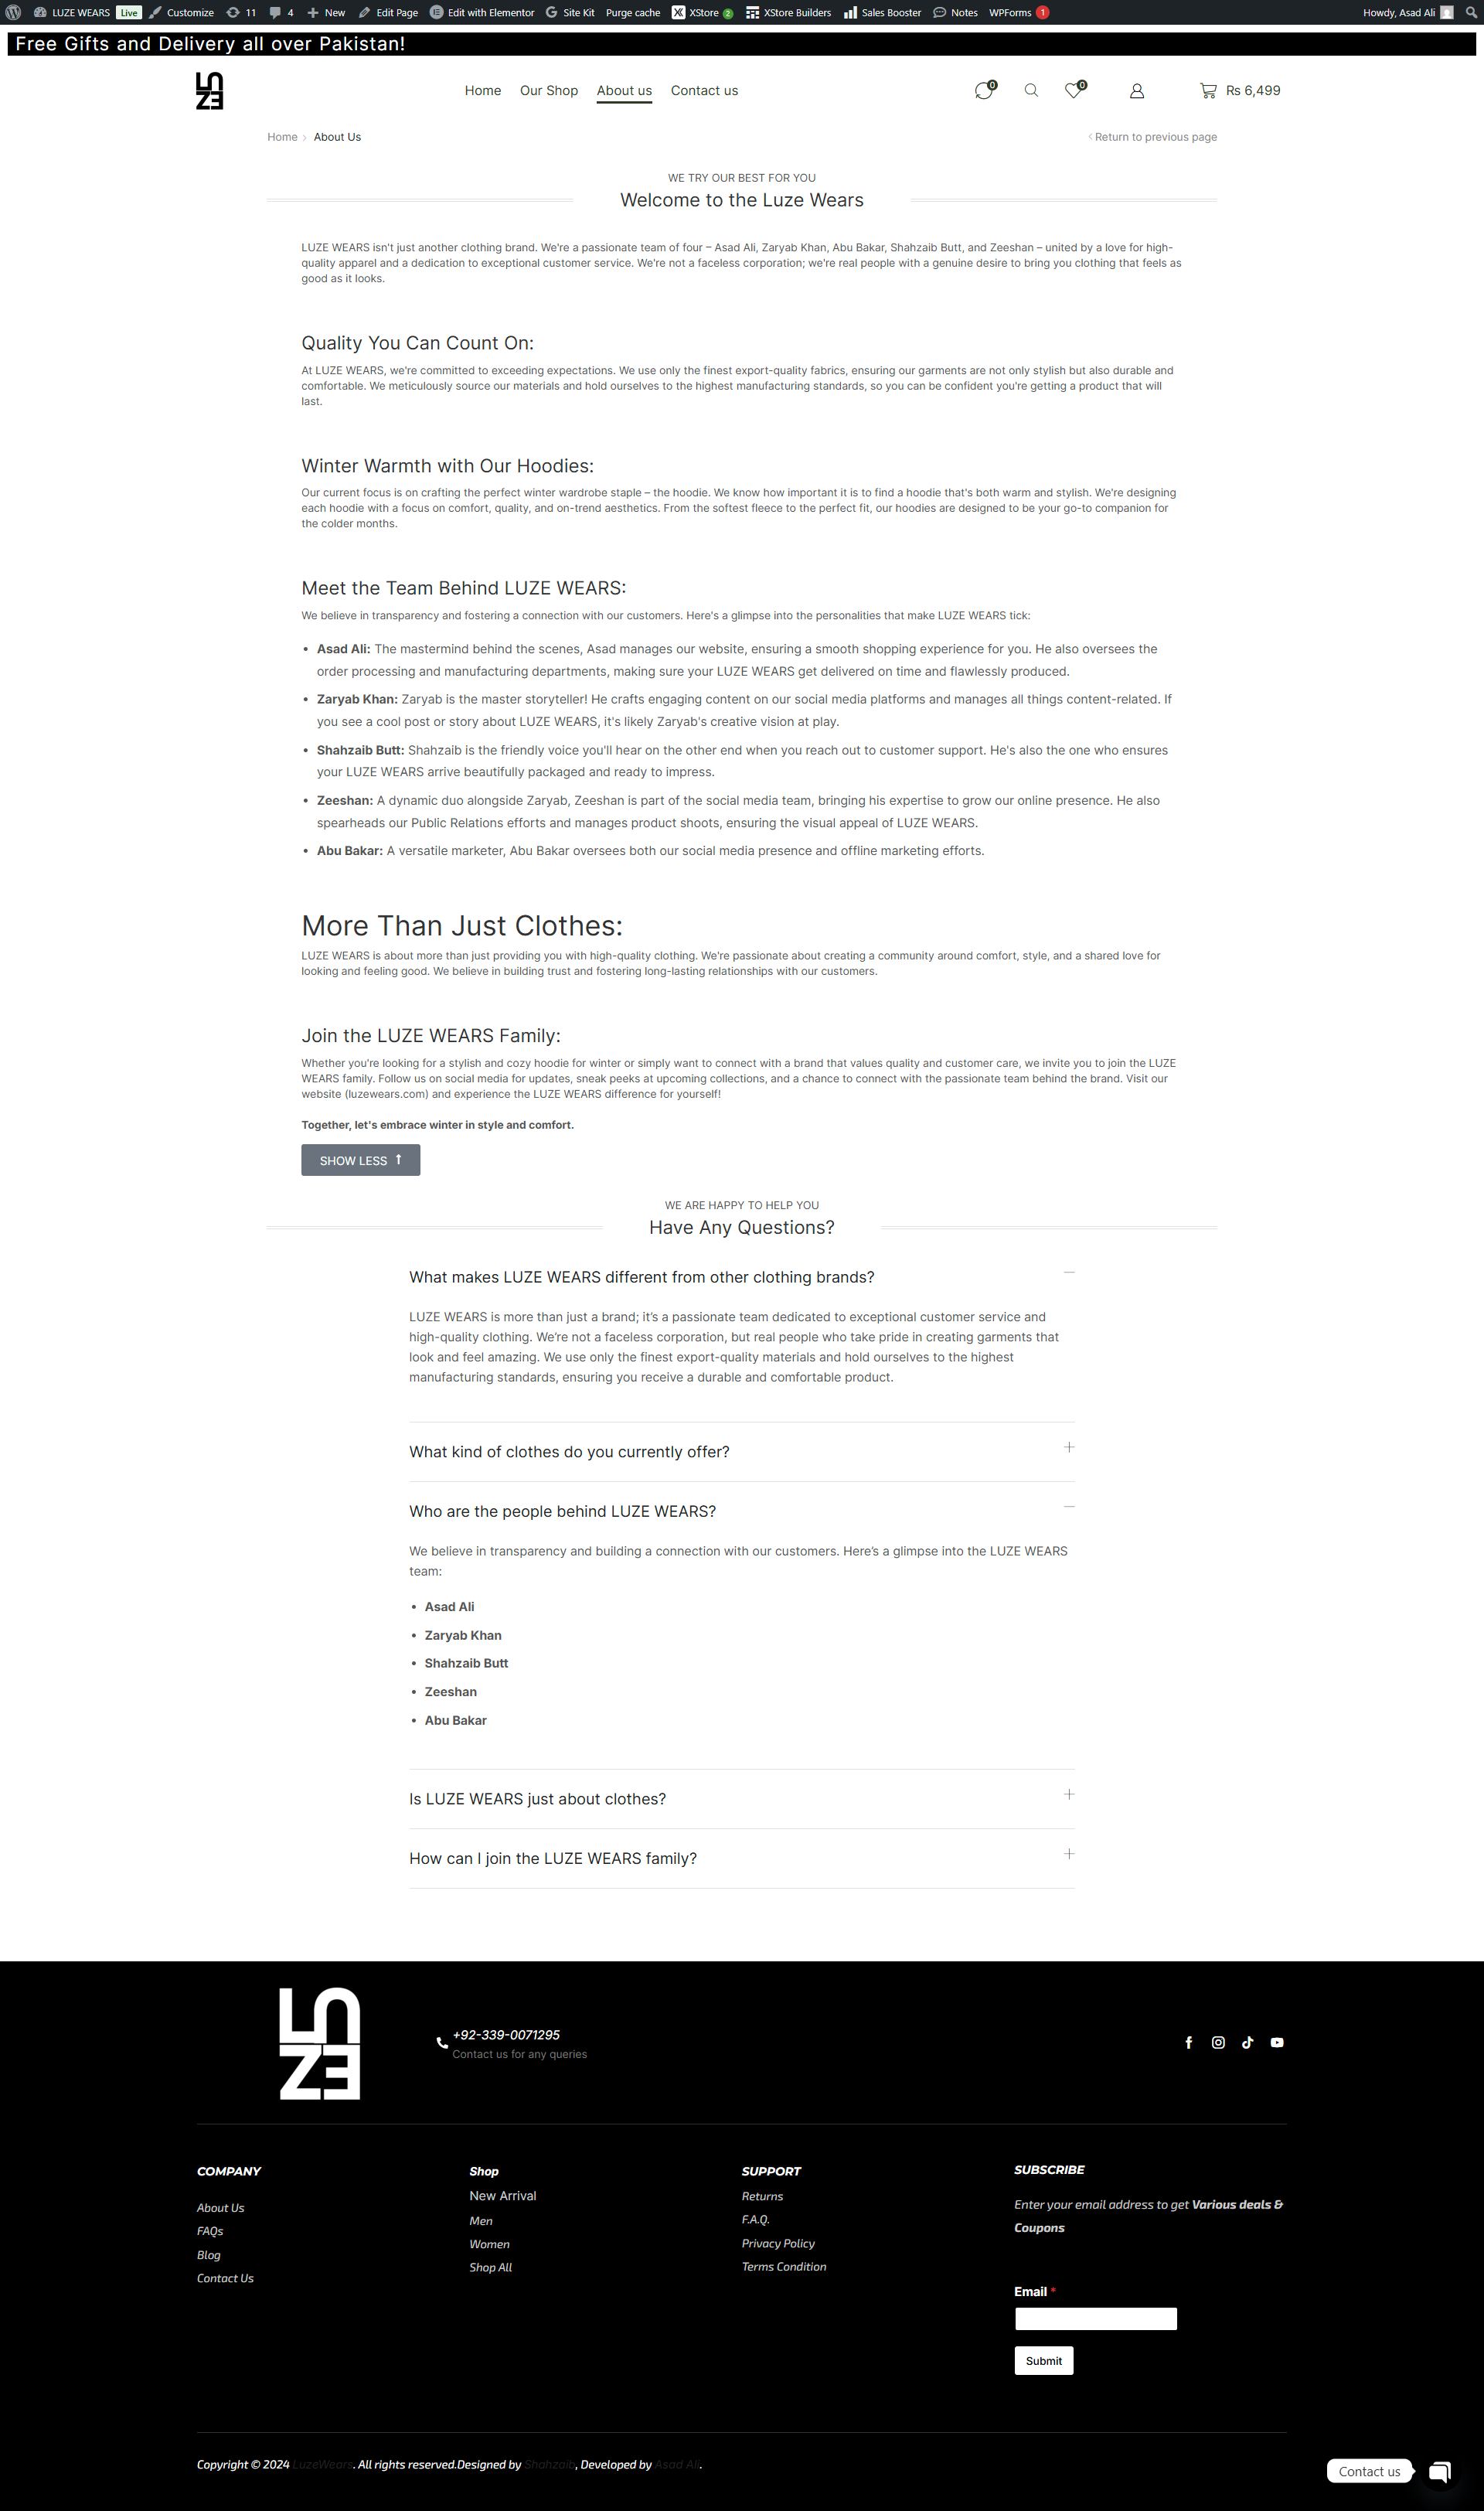 LUZE WEARS Live Customize 11 4 New Edit Page Edit with Elementor Site Kit Purge cache XStore 2 XStore Builders Sales Booster Notes WPForms 1 Howdy, Asad Ali
Free Gifts and Delivery all over Pakistan!
LUZE
Home Our Shop About us Contact us 0 0 Rs 6,499
Home › About Us ‹ Return to previous page
WE TRY OUR BEST FOR YOU
Welcome to the Luze Wears
LUZE WEARS isn't just another clothing brand. We're a passionate team of four – Asad Ali, Zaryab Khan, Abu Bakar, Shahzaib Butt, and Zeeshan – united by a love for high-
quality apparel and a dedication to exceptional customer service. We're not a faceless corporation; we're real people with a genuine desire to bring you clothing that feels as
good as it looks.
Quality You Can Count On:
At LUZE WEARS, we're committed to exceeding expectations. We use only the finest export-quality fabrics, ensuring our garments are not only stylish but also durable and
comfortable. We meticulously source our materials and hold ourselves to the highest manufacturing standards, so you can be confident you're getting a product that will
last.
Winter Warmth with Our Hoodies:
Our current focus is on crafting the perfect winter wardrobe staple – the hoodie. We know how important it is to find a hoodie that's both warm and stylish. We're designing
each hoodie with a focus on comfort, quality, and on-trend aesthetics. From the softest fleece to the perfect fit, our hoodies are designed to be your go-to companion for
the colder months.
Meet the Team Behind LUZE WEARS:
We believe in transparency and fostering a connection with our customers. Here's a glimpse into the personalities that make LUZE WEARS tick:
• Asad Ali: The mastermind behind the scenes, Asad manages our website, ensuring a smooth shopping experience for you. He also oversees the
order processing and manufacturing departments, making sure your LUZE WEARS get delivered on time and flawlessly produced.
• Zaryab Khan: Zaryab is the master storyteller! He crafts engaging content on our social media platforms and manages all things content-related. If
you see a cool post or story about LUZE WEARS, it's likely Zaryab's creative vision at play.
• Shahzaib Butt: Shahzaib is the friendly voice you'll hear on the other end when you reach out to customer support. He's also the one who ensures
your LUZE WEARS arrive beautifully packaged and ready to impress.
• Zeeshan: A dynamic duo alongside Zaryab, Zeeshan is part of the social media team, bringing his expertise to grow our online presence. He also
spearheads our Public Relations efforts and manages product shoots, ensuring the visual appeal of LUZE WEARS.
• Abu Bakar: A versatile marketer, Abu Bakar oversees both our social media presence and offline marketing efforts.
More Than Just Clothes:
LUZE WEARS is about more than just providing you with high-quality clothing. We're passionate about creating a community around comfort, style, and a shared love for
looking and feeling good. We believe in building trust and fostering long-lasting relationships with our customers.
Join the LUZE WEARS Family:
Whether you're looking for a stylish and cozy hoodie for winter or simply want to connect with a brand that values quality and customer care, we invite you to join the LUZE
WEARS family. Follow us on social media for updates, sneak peeks at upcoming collections, and a chance to connect with the passionate team behind the brand. Visit our
website (luzewears.com) and experience the LUZE WEARS difference for yourself!
Together, let's embrace winter in style and comfort.
SHOW LESS ↑
WE ARE HAPPY TO HELP YOU
Have Any Questions?
What makes LUZE WEARS different from other clothing brands?
LUZE WEARS is more than just a brand; it’s a passionate team dedicated to exceptional customer service and
high-quality clothing. We’re not a faceless corporation, but real people who take pride in creating garments that
look and feel amazing. We use only the finest export-quality materials and hold ourselves to the highest
manufacturing standards, ensuring you receive a durable and comfortable product.
What kind of clothes do you currently offer?
Who are the people behind LUZE WEARS?
We believe in transparency and building a connection with our customers. Here’s a glimpse into the LUZE WEARS
team:
• Asad Ali
• Zaryab Khan
• Shahzaib Butt
• Zeeshan
• Abu Bakar
Is LUZE WEARS just about clothes?
How can I join the LUZE WEARS family?
LUZE
+92-339-0071295
Contact us for any queries
COMPANY
About Us
FAQs
Blog
Contact Us
Shop
New Arrival
Men
Women
Shop All
SUPPORT
Returns
F.A.Q.
Privacy Policy
Terms Condition
SUBSCRIBE
Enter your email address to get Various deals &
Coupons
Email *
Submit
Copyright © 2024 LuzeWears. All rights reserved.Designed by Shahzaib, Developed by Asad Ali.
Contact us